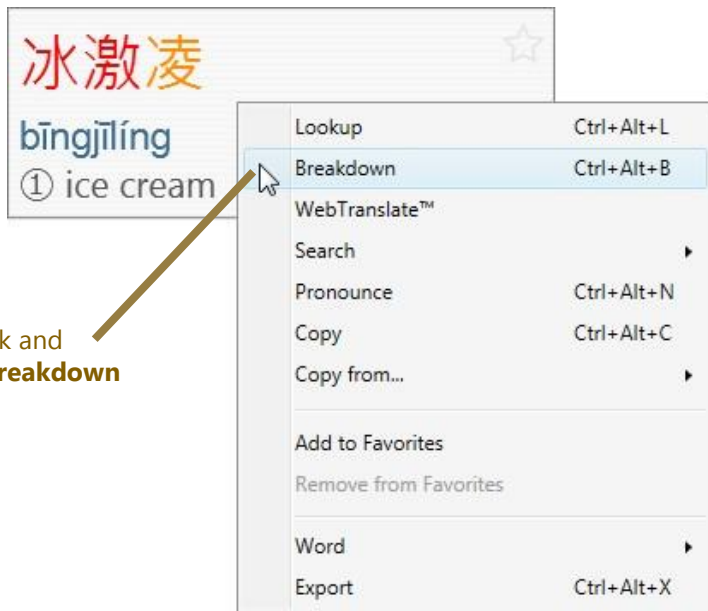 冰激凌
bīngjīlíng
① ice cream
Lookup Ctrl+Alt+L
Breakdown Ctrl+Alt+B
WebTranslate™
Search
Pronounce Ctrl+Alt+N
Copy Ctrl+Alt+C
Copy from...
Add to Favorites
Remove from Favorites
Word
Export Ctrl+Alt+X
k and
reakdown